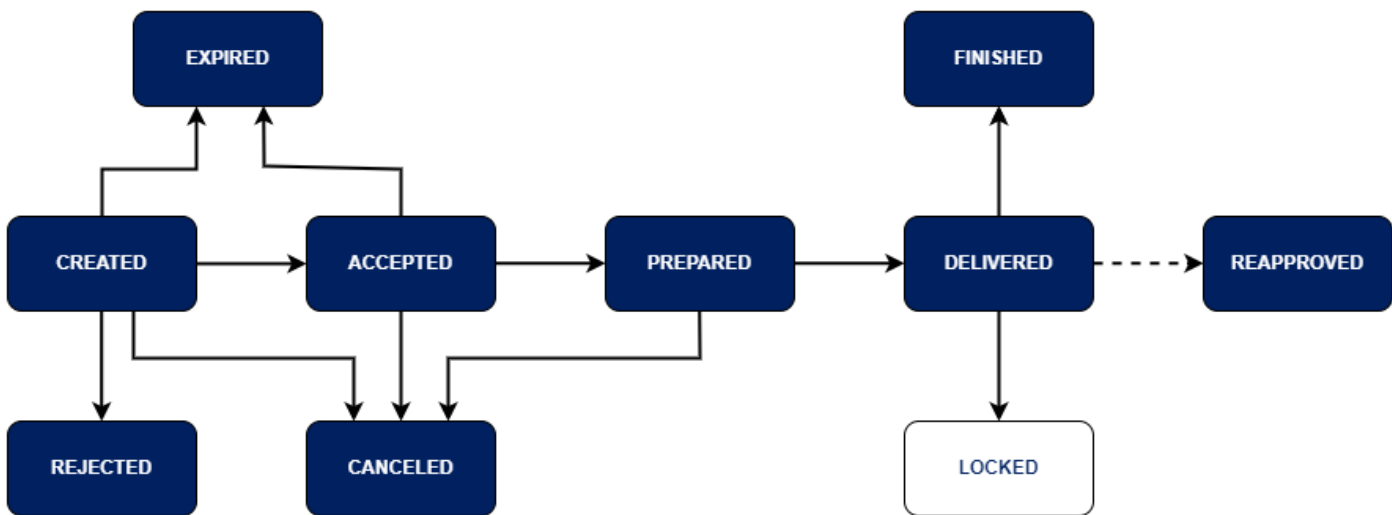 EXPIRED
FINISHED
CREATED
ACCEPTED
PREPARED
DELIVERED
REAPPROVED
REJECTED
CANCELED
LOCKED